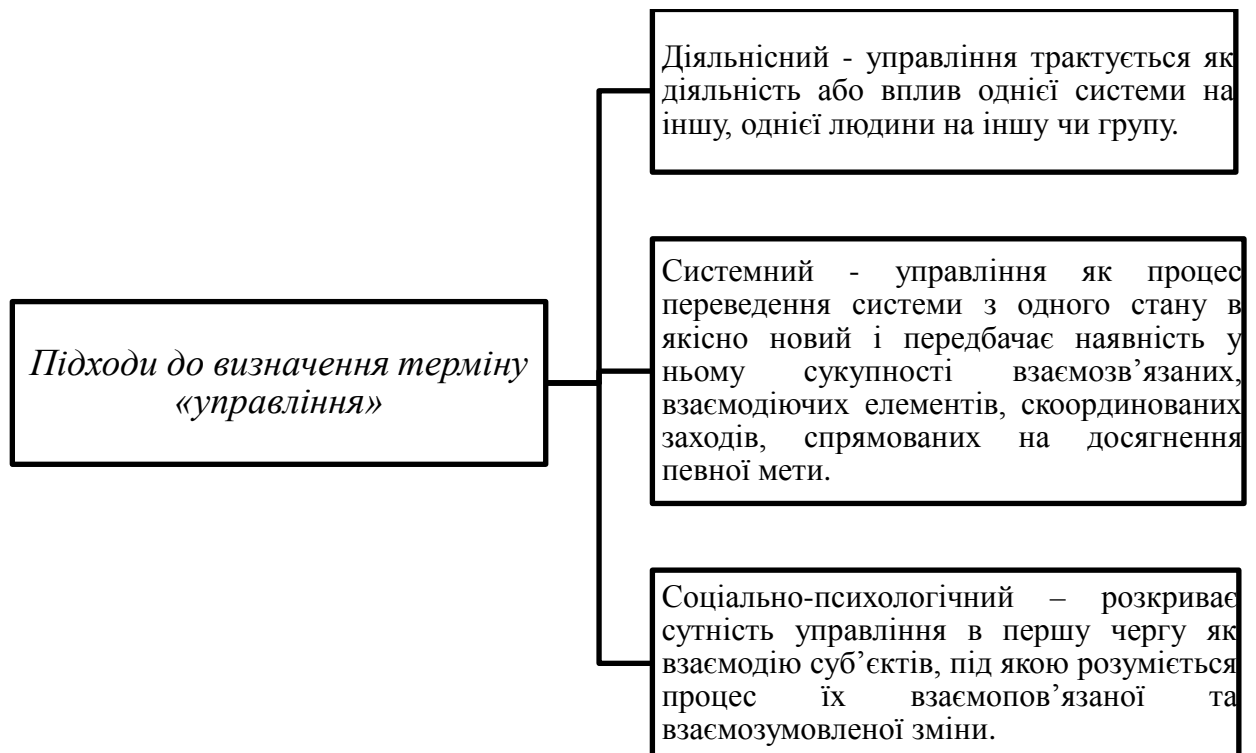 Діяльнісний - управління трактується як
діяльність або вплив однієї системи на
іншу, однієї людини на іншу чи групу.
Підходи до визначення терміну
«управління»
Системний - управління як процес
переведення системи з одного стану в
якісно новий і передбачає наявність у
ньому сукупності взаємозв’язаних,
взаємодіючих елементів, скоординованих
заходів, спрямованих на досягнення
певної мети.
Соціально-психологічний – розкриває
сутність управління в першу чергу як
взаємодію суб’єктів, під якою розуміється
процес їх взаємопов’язаної та
взаємозумовленої зміни.